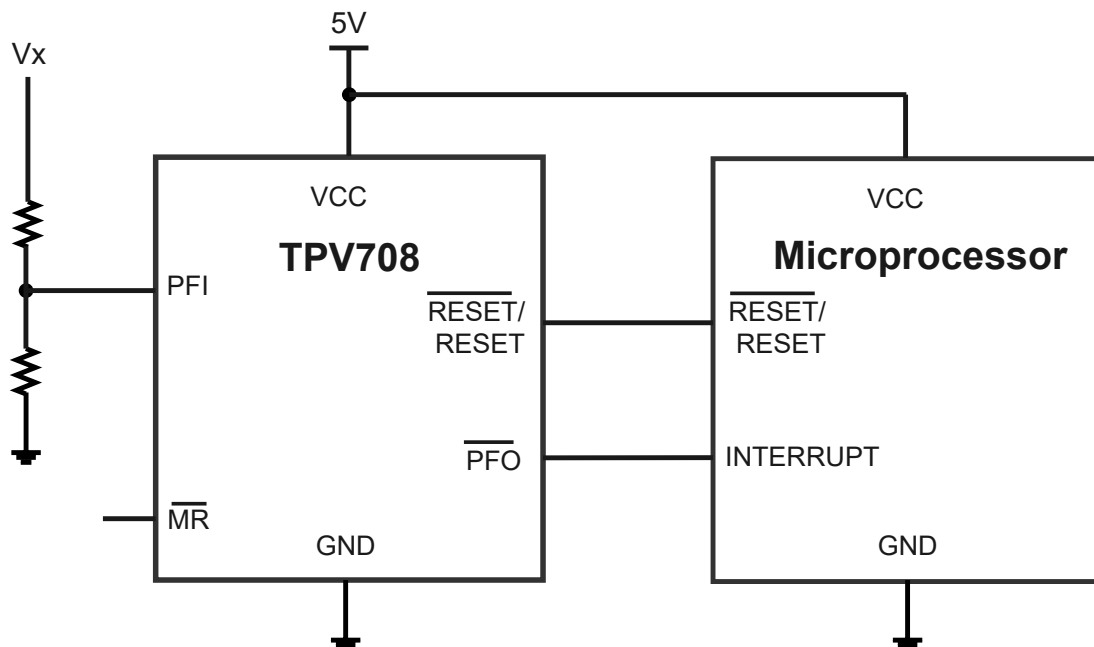 5V
Vx
VCC
TPV708
PFI
RESET/
RESET
PFO
MR
GND
VCC
Microprocessor
RESET/
RESET
INTERRUPT
GND